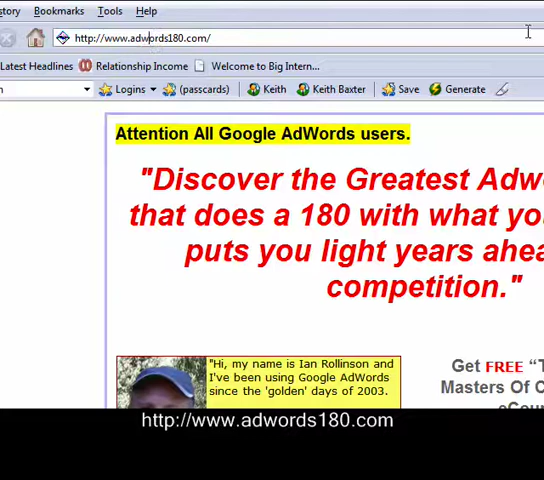 story Bookmarks Tools Help
http://www.adwords180.com/
Latest Headlines Relationship Income Welcome to Big Intern...
Logins (passcards) Keith Keith Baxter Save Generate
Attention All Google AdWords users.
"Discover the Greatest Adw
that does a 180 with what yo
puts you light years ahea
competition."
"Hi, my name is Ian Rollinson and
I've been using Google AdWords
since the 'golden' days of 2003.
Get FREE “T
Masters Of C
eCour
http://www.adwords180.com